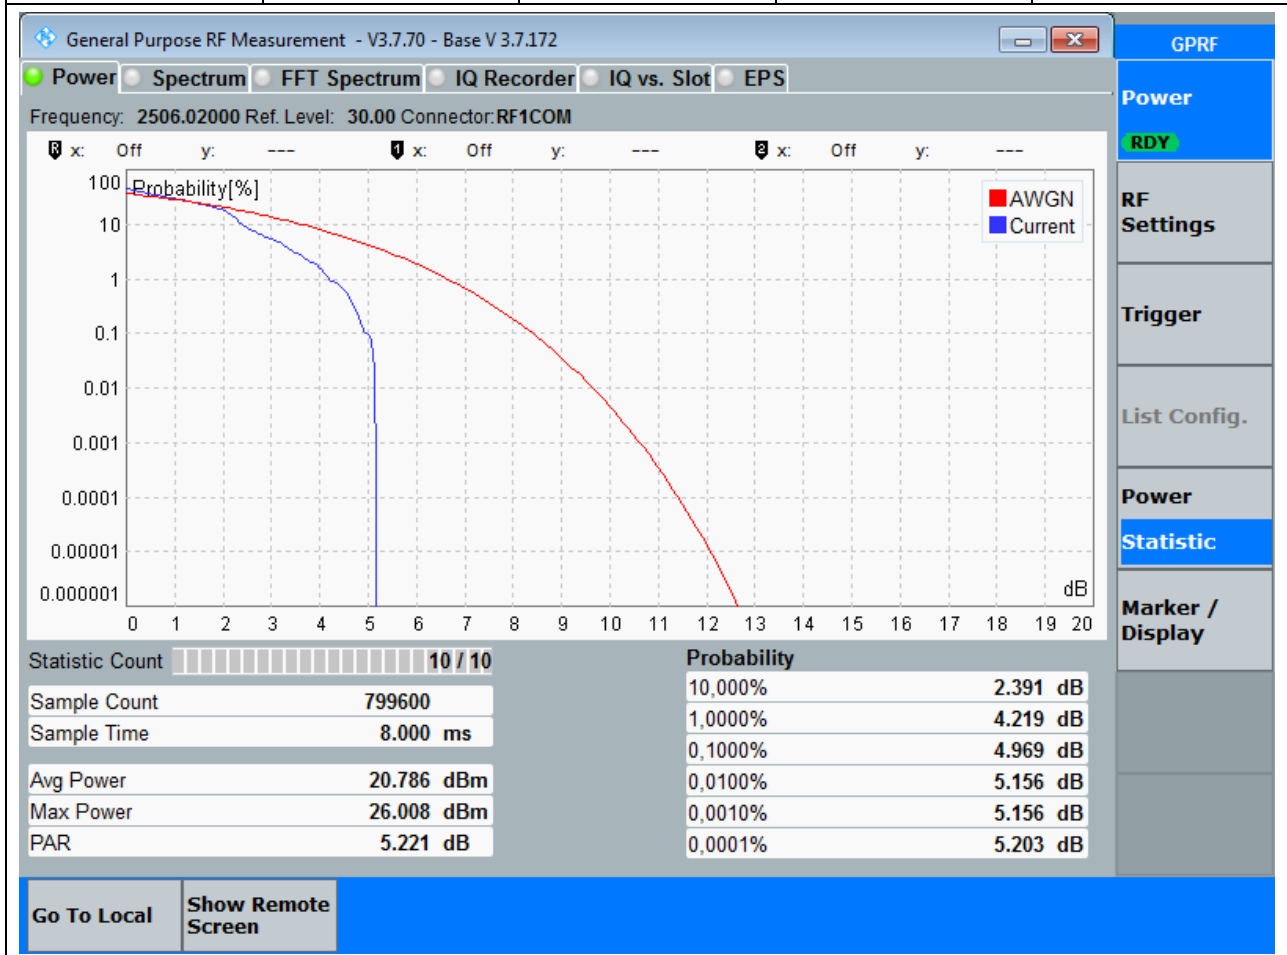 General Purpose RF Measurement - V3.7.70 - Base V 3.7.172
GPRF
Power Spectrum FFT Spectrum IQ Recorder IQ vs. Slot EPS
Frequency: 2506.02000 Ref. Level: 30.00 Connector:RF1COM
R x: Off y: --- 1 x: Off y: --- 2 x: Off y: ---
Probability[%]
AWGN
Current
100
10
1
0.1
0.01
0.001
0.0001
0.00001
0.000001
dB
0 1 2 3 4 5 6 7 8 9 10 11 12 13 14 15 16 17 18 19 20
Statistic Count 10 / 10
Sample Count 799600
Sample Time 8.000 ms
Avg Power 20.786 dBm
Max Power 26.008 dBm
PAR 5.221 dB
Probability
10,000% 2.391 dB
1,0000% 4.219 dB
0,1000% 4.969 dB
0,0100% 5.156 dB
0,0010% 5.156 dB
0,0001% 5.203 dB
Power
RDY
RF
Settings
Trigger
List Config.
Power
Statistic
Marker /
Display
Go To Local
Show Remote
Screen